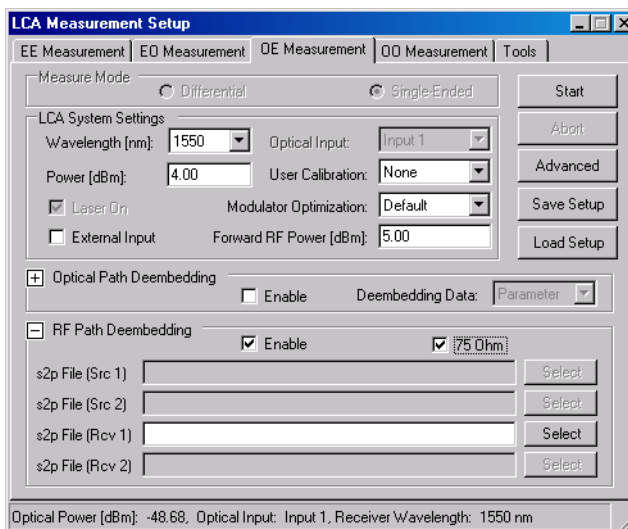 LCA Measurement Setup
EE Measurement EO Measurement OE Measurement OO Measurement Tools
Measure Mode
Differential Single-Ended Start
LCA System Settings
Abort
Wavelength [nm]: 1550 Optical Input: Input 1
Power [dBm]: 4.00 User Calibration: None Advanced
Laser On Modulator Optimization: Default Save Setup
External Input Forward RF Power [dBm]: 5.00 Load Setup
Optical Path Deembedding
Enable Deembedding Data: Parameter
RF Path Deembedding
Enable 75 Ohm
s2p File (Src 1) Select
s2p File (Src 2) Select
s2p File (Rcv 1) Select
s2p File (Rcv 2) Select
Optical Power [dBm]: -48.68, Optical Input: Input 1, Receiver Wavelength: 1550 nm